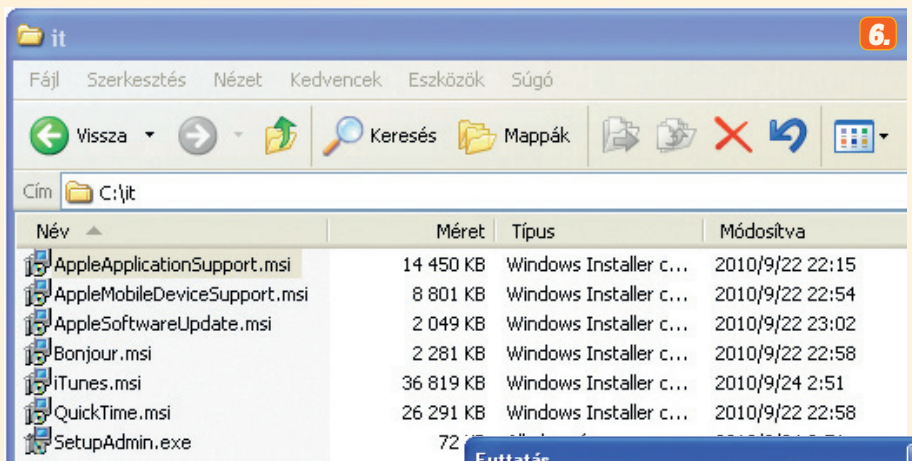 it
6.
Fájl Szerkesztés Nézet Kedvencek Eszközök Súgó
Vissza Keresés Mappák
Cím C:\it
Név Méret Típus Módosítva
AppleApplicationSupport.msi 14 450 KB Windows Installer c... 2010/9/22 22:15
AppleMobileDeviceSupport.msi 8 801 KB Windows Installer c... 2010/9/22 22:54
AppleSoftwareUpdate.msi 2 049 KB Windows Installer c... 2010/9/22 23:02
Bonjour.msi 2 281 KB Windows Installer c... 2010/9/22 22:58
iTunes.msi 36 819 KB Windows Installer c... 2010/9/24 2:51
QuickTime.msi 26 291 KB Windows Installer c... 2010/9/22 22:58
SetupAdmin.exe 72
Futtatás